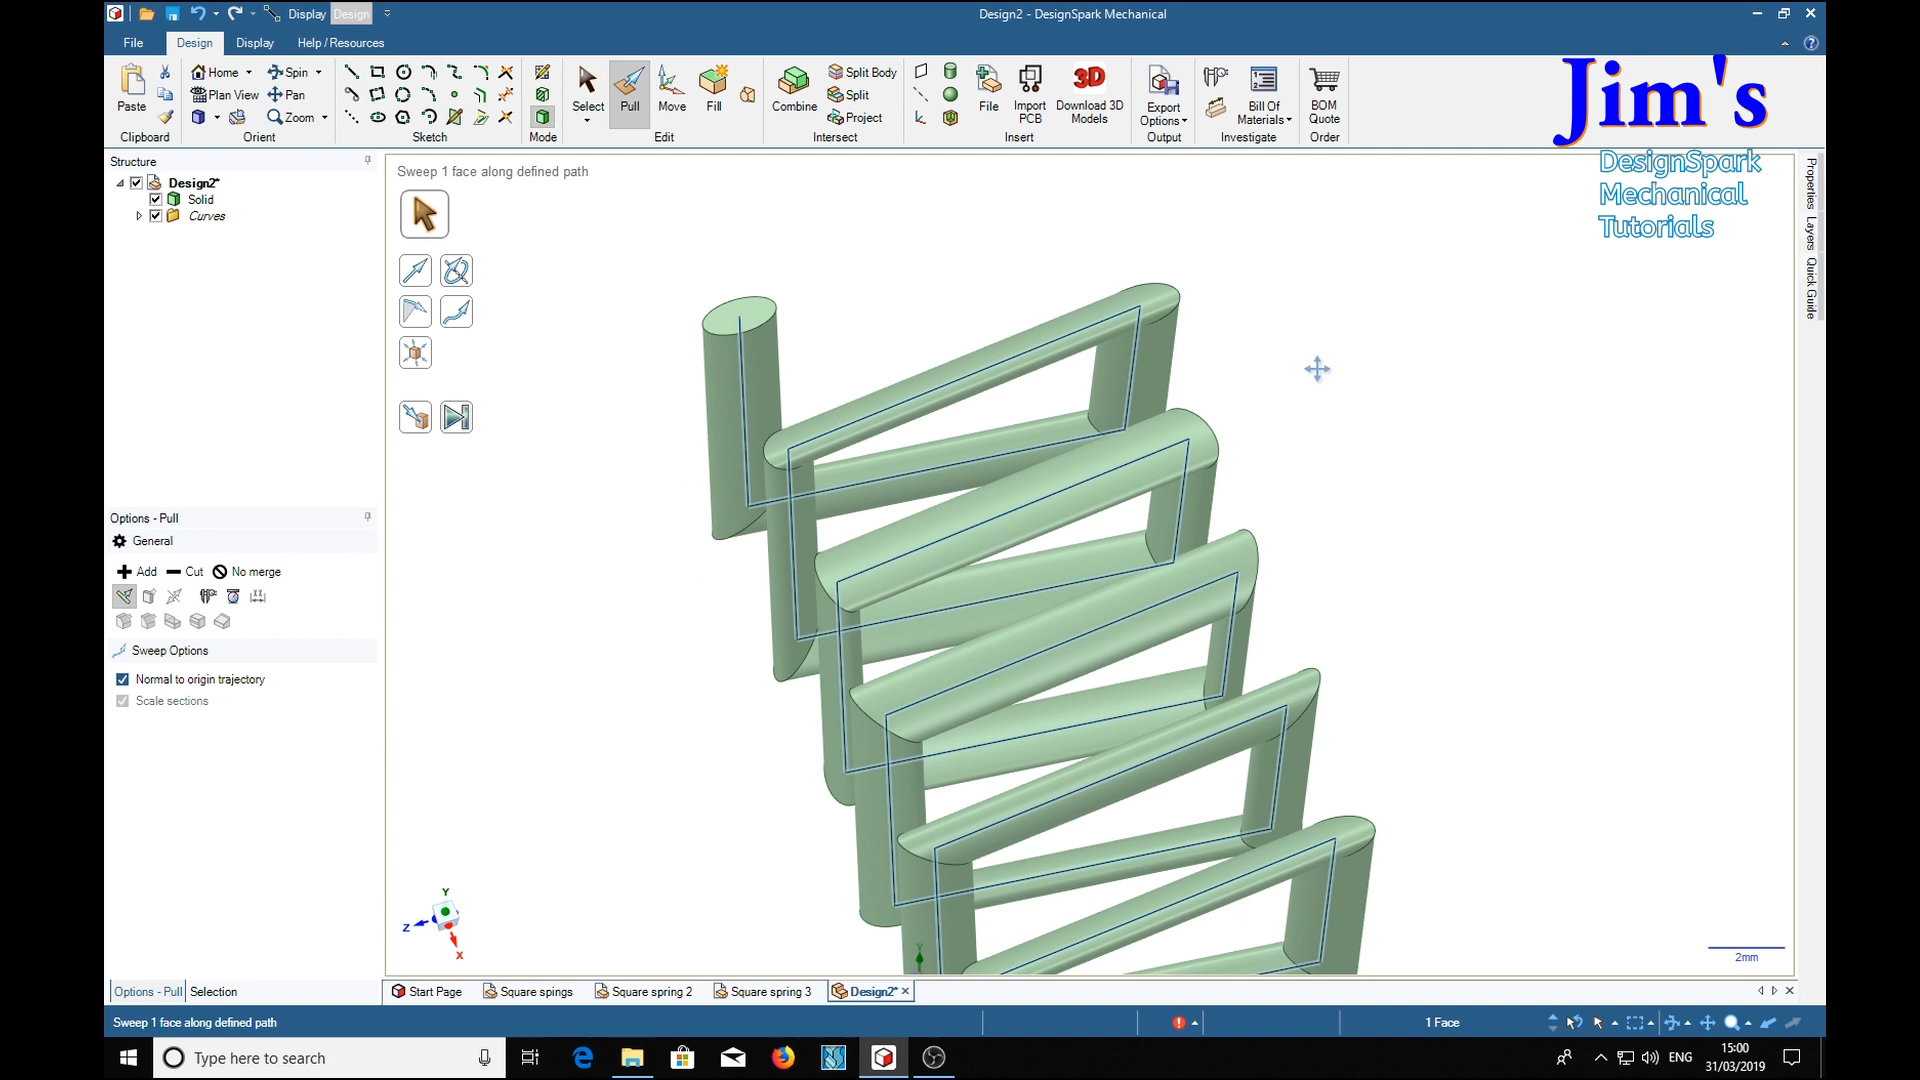 Display Design
Design2 - DesignSpark Mechanical
File Design Display Help/Resources
Paste
Clipboard
Home
Plan View
Spin
Pan
Zoom
Orient
Sketch
Mode
Select
Pull
Move
Fill
Edit
Combine
Split Body
Split
Project
Intersect
File
Import PCB
Download 3D Models
3D
Insert
Export Options
Output
Bill Of Materials
Investigate
BOM Quote
Order
Jim's
DesignSpark
Mechanical
Tutorials
Structure
Design2*
Solid
Curves
Sweep 1 face along defined path
Properties
Layers
Quick Guide
Options - Pull
General
Add Cut No merge
Sweep Options
Normal to origin trajectory
Scale sections
Y
Z
X
Y
2mm
Options - Pull Selection
Start Page Square spings Square spring 2 Square spring 3 Design2*
Sweep 1 face along defined path
1 Face
Type here to search
ENG
15:00
31/03/2019